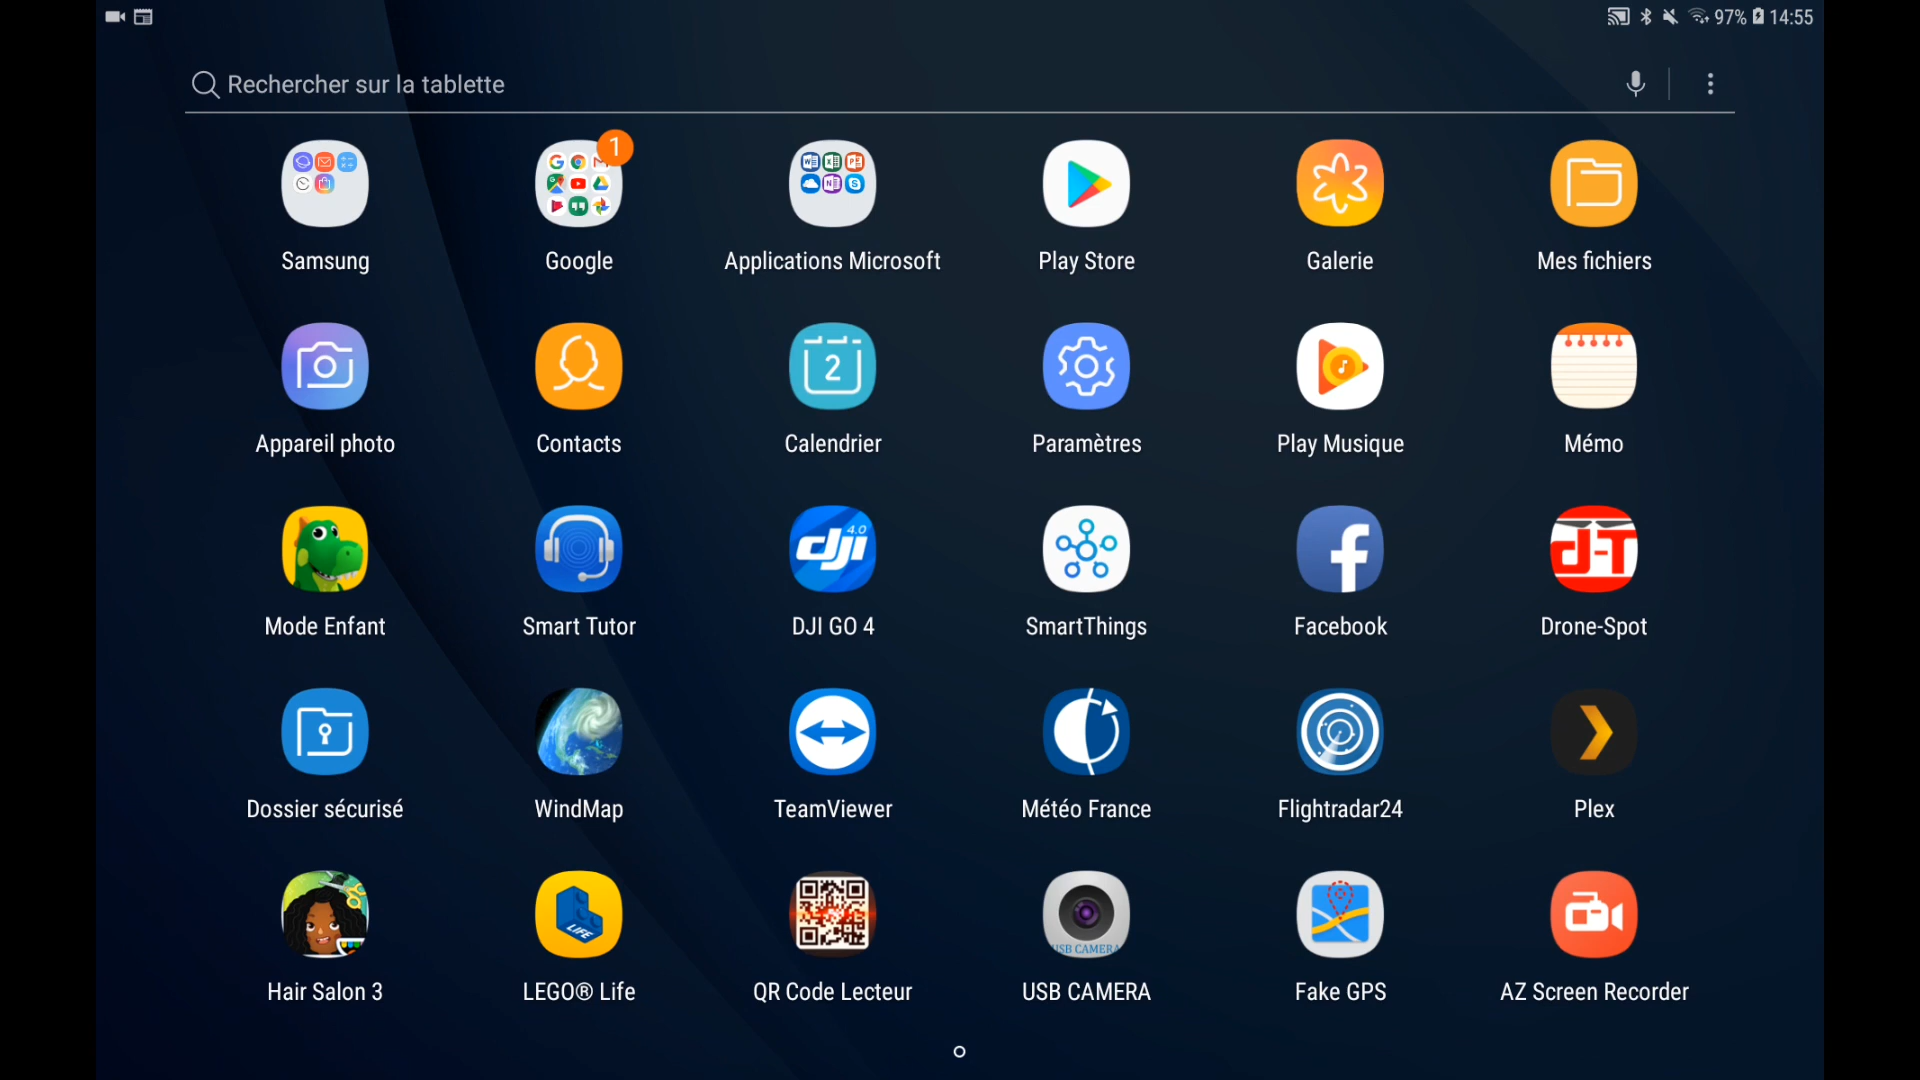 97% 14:55
Rechercher sur la tablette
1
Samsung
Google
Applications Microsoft
Play Store
Galerie
Mes fichiers
2
Appareil photo
Contacts
Calendrier
Paramètres
Play Musique
Mémo
4.0
dji
f
d-T
Mode Enfant
Smart Tutor
DJI GO 4
SmartThings
Facebook
Drone-Spot
Dossier sécurisé
WindMap
TeamViewer
Météo France
Flightradar24
Plex
LIFE
USB CAMERA
Hair Salon 3
LEGO® Life
QR Code Lecteur
USB CAMERA
Fake GPS
AZ Screen Recorder